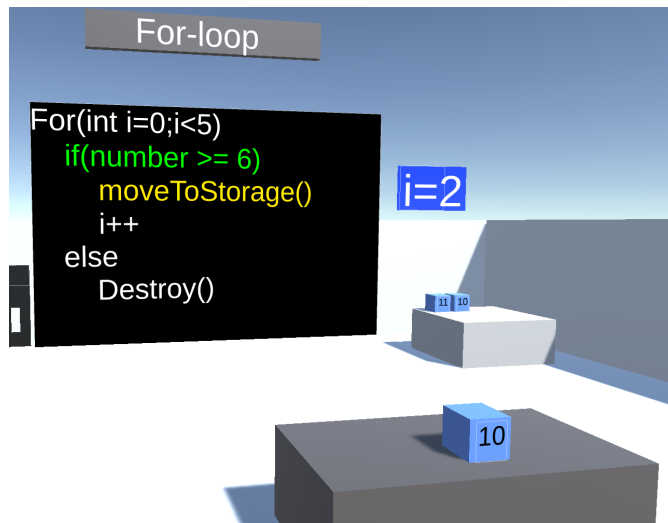 For-loop
For(int i=0;i<5)
if(number >= 6)
moveToStorage()
i++
else
Destroy()
i=2
11 10
10